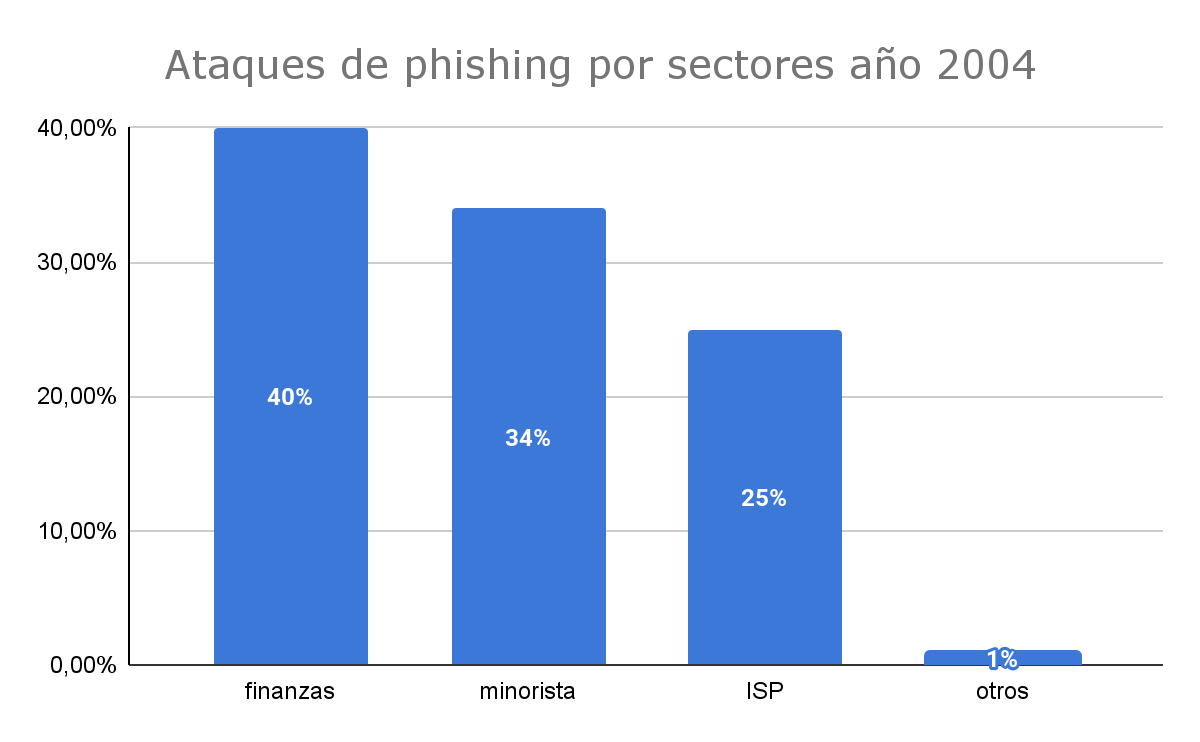 Ataques de phishing por sectores año 2004
40,00%
30,00%
20,00%
10,00%
0,00%
40%
34%
25%
1%
finanzas
minorista
ISP
otros